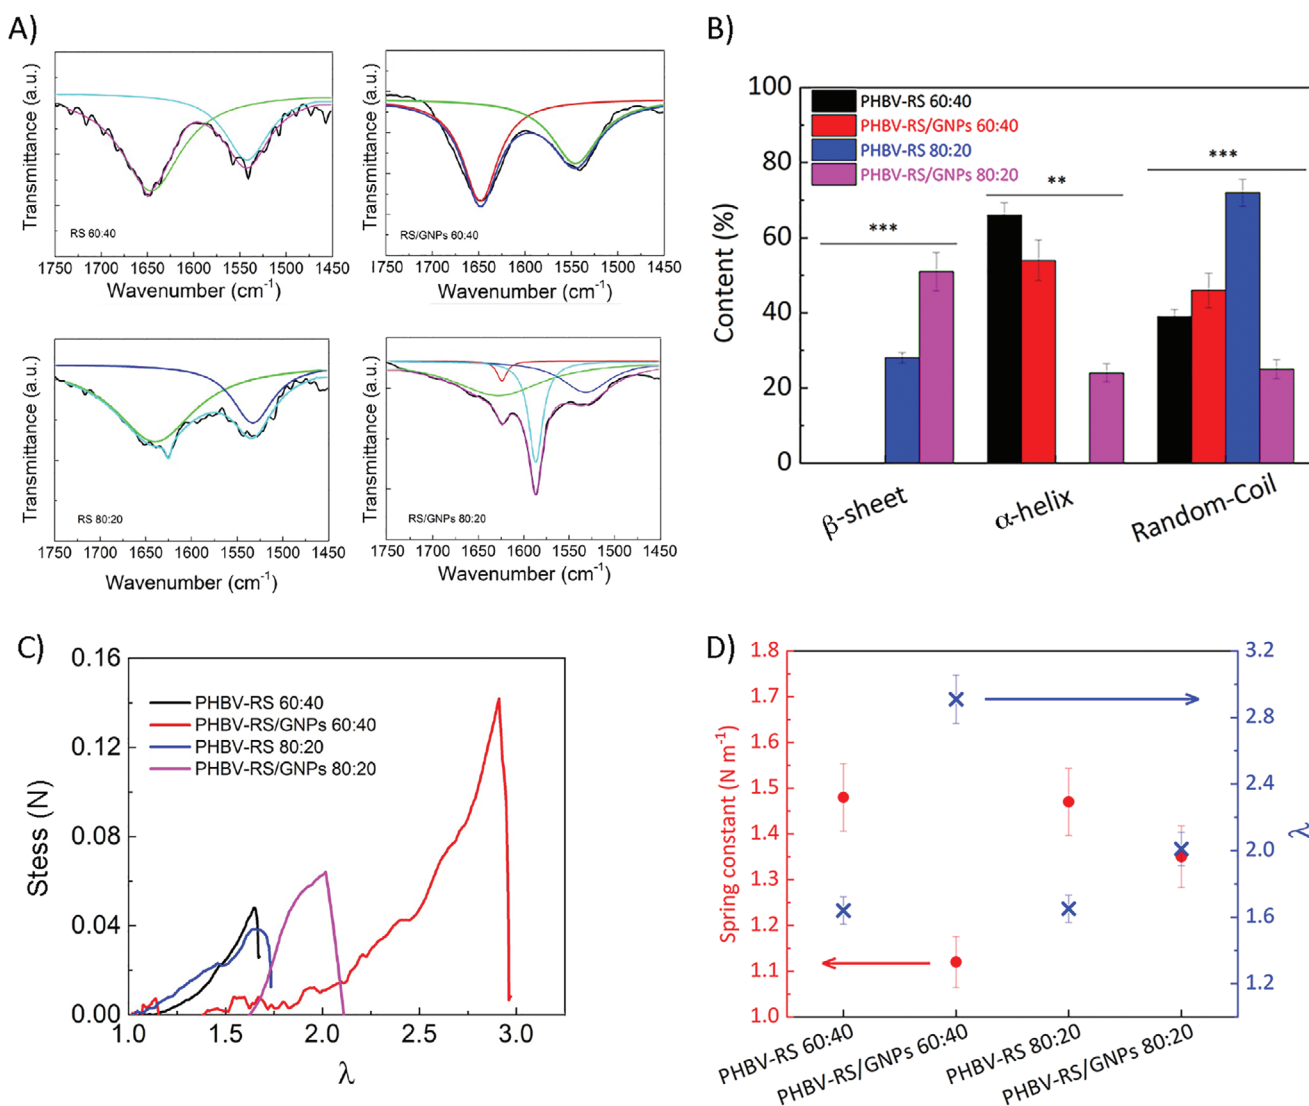 A)
Transmittance (a.u.)
RS 60:40
1750 1700 1650 1600 1550 1500 1450
Wavenumber (cm⁻¹)
Transmittance (a.u.)
RS/GNPs 60:40
1750 1700 1650 1600 1550 1500 1450
Wavenumber (cm⁻¹)
Transmittance (a.u.)
RS 80:20
1750 1700 1650 1600 1550 1500 1450
Wavenumber (cm⁻¹)
Transmittance (a.u.)
RS/GNPs 80:20
1750 1700 1650 1600 1550 1500 1450
Wavenumber (cm⁻¹)
B)
Content (%)
100
80
60
40
20
0
PHBV-RS 60:40
PHBV-RS/GNPs 60:40
PHBV-RS 80:20
PHBV-RS/GNPs 80:20
***
**
***
β-sheet
α-helix
Random-Coil
C)
Stess (N)
0.16
0.12
0.08
0.04
0.00
PHBV-RS 60:40
PHBV-RS/GNPs 60:40
PHBV-RS 80:20
PHBV-RS/GNPs 80:20
1.0 1.5 2.0 2.5 3.0
λ
D)
Spring constant (N m⁻¹)
1.8
1.7
1.6
1.5
1.4
1.3
1.2
1.1
1.0
3.2
2.8
2.4
2.0
1.6
1.2
λ
PHBV-RS 60:40
PHBV-RS/GNPs 60:40
PHBV-RS 80:20
PHBV-RS/GNPs 80:20